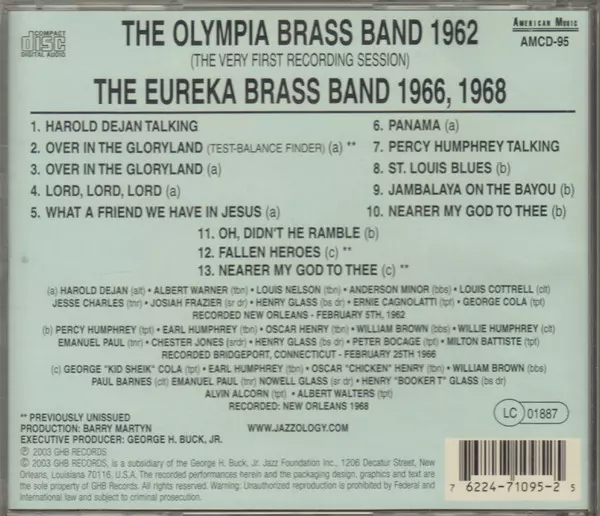 COMPACT
disc
DIGITAL AUDIO
THE OLYMPIA BRASS BAND 1962
AMERICAN MUSIC
AMCD-95
(THE VERY FIRST RECORDING SESSION)
THE EUREKA BRASS BAND 1966, 1968
1. HAROLD DEJAN TALKING
2. OVER IN THE GLORYLAND (TEST-BALANCE FINDER) (a) **
3. OVER IN THE GLORYLAND (a)
4. LORD, LORD, LORD (a)
5. WHAT A FRIEND WE HAVE IN JESUS (a)
6. PANAMA (a)
7. PERCY HUMPHREY TALKING
8. ST. LOUIS BLUES (b)
9. JAMBALAYA ON THE BAYOU (b)
10. NEARER MY GOD TO THEE (b)
11. OH, DIDN'T HE RAMBLE (b)
12. FALLEN HEROES (c) **
13. NEARER MY GOD TO THEE (c) **
(a) HAROLD DEJAN (alt) • ALBERT WARNER (tbn) • LOUIS NELSON (tbn) • ANDERSON MINOR (bbs) • LOUIS COTTRELL (clt)
JESSE CHARLES (tnr) • JOSIAH FRAZIER (sr dr) • HENRY GLASS (bs dr) • ERNIE CAGNOLATTI (tpt) • GEORGE COLA (tpt)
RECORDED NEW ORLEANS - FEBRUARY 5TH, 1962
(b) PERCY HUMPHREY (tpt) • EARL HUMPHREY (tbn) • OSCAR HENRY (tbn) • WILLIAM BROWN (bbs) • WILLIE HUMPHREY (clt)
EMANUEL PAUL (tnr) • CHESTER JONES (srdr) • HENRY GLASS (bs dr) • PETER BOCAGE (tpt) • MILTON BATTISTE (tpt)
RECORDED BRIDGEPORT, CONNECTICUT - FEBRUARY 25TH 1966
(c) GEORGE "KID SHEIK" COLA (tpt) • EARL HUMPHREY (tbn) • OSCAR "CHICKEN" HENRY (tbn) • WILLIAM BROWN (bbs)
PAUL BARNES (clt) EMANUEL PAUL (tnr) NOWELL GLASS (sr dr) • HENRY "BOOKER T" GLASS (bs dr)
ALVIN ALCORN (tpt) • ALBERT WALTERS (tpt)
RECORDED: NEW ORLEANS 1968
** PREVIOUSLY UNISSUED
PRODUCTION: BARRY MARTYN
EXECUTIVE PRODUCER: GEORGE H. BUCK, JR.
WWW.JAZZOLOGY.COM
LC 01887
℗ 2003 GHB RECORDS
© 2003 GHB RECORDS, is a subsidiary of the George H. Buck, Jr. Jazz Foundation Inc., 1206 Decatur Street, New
Orleans, Louisiana 70116, U.S.A. The recorded performances herein and the packaging design, graphics and text are
the sole property of GHB Records. All rights reserved. Warning: Unauthorized reproduction is prohibited by Federal and
International law and subject to criminal prosecution.
7 62247-71095-2 5